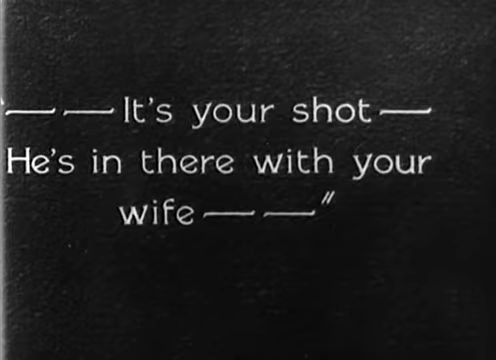 "— —It's your shot—
He's in there with your
wife— —"